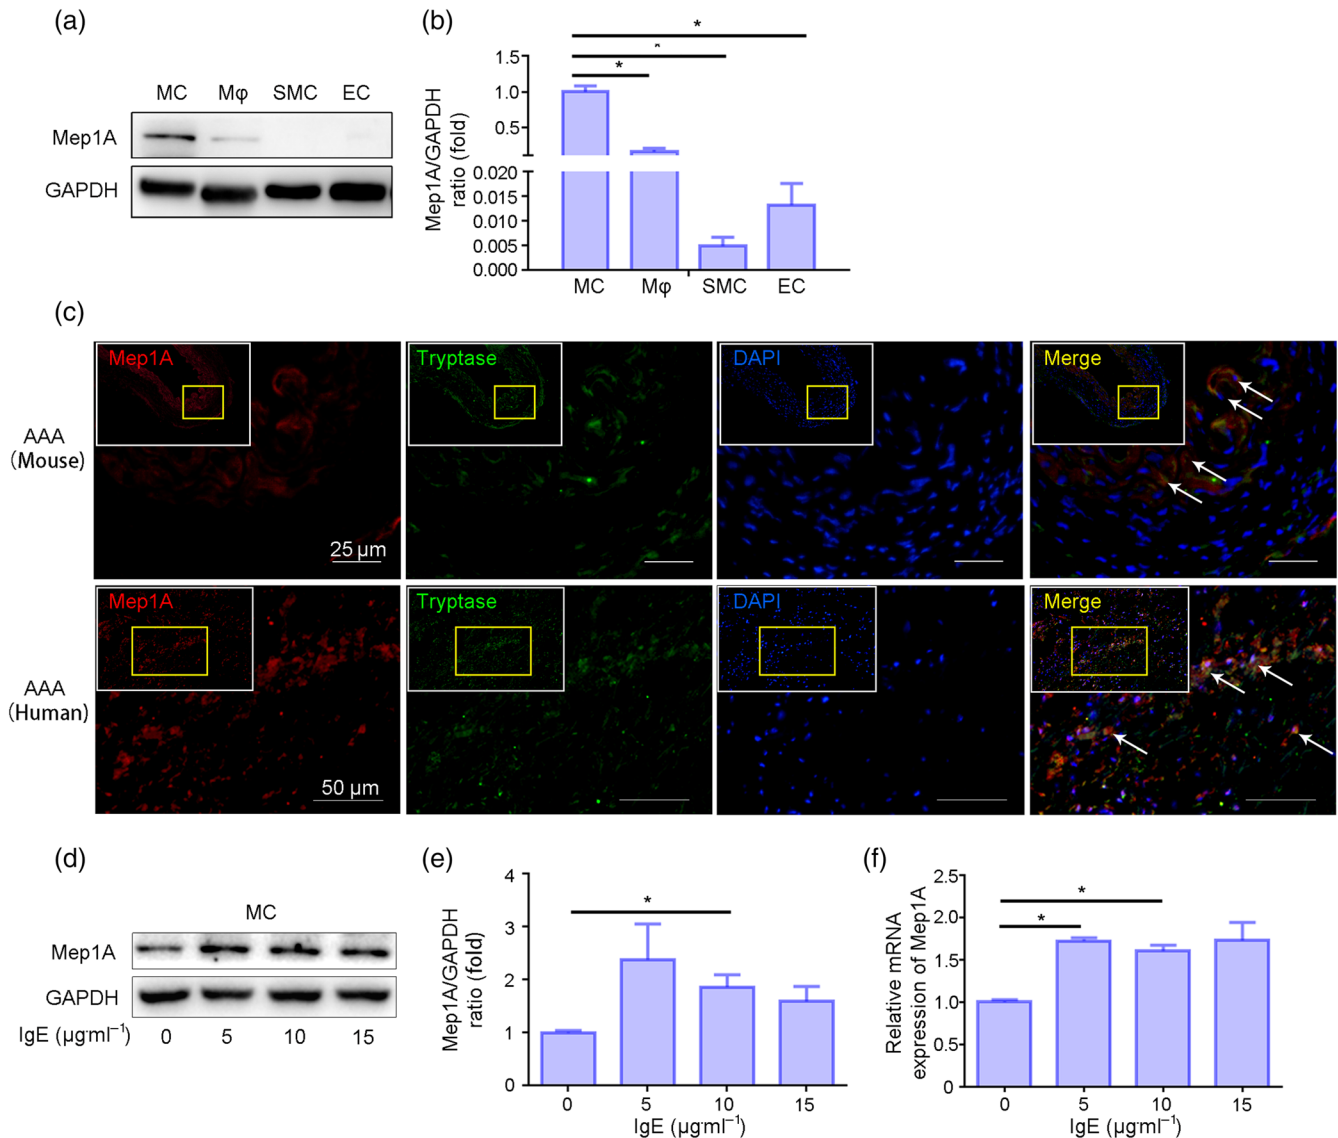 (a)
MC Mφ SMC EC
Mep1A
GAPDH
(b)
*
*
*
Mep1A/GAPDH
ratio (fold)
1.5
1.0
0.5
0.020
0.015
0.010
0.005
0.000
MC Mφ SMC EC
(c)
AAA
(Mouse)
Mep1A
Tryptase
DAPI
Merge
25 µm
AAA
(Human)
Mep1A
Tryptase
DAPI
Merge
50 µm
(d)
MC
Mep1A
GAPDH
IgE (µg·ml⁻¹) 0 5 10 15
(e)
*
Mep1A/GAPDH
ratio (fold)
4
3
2
1
0
0 5 10 15
IgE (µg·ml⁻¹)
(f)
*
*
Relative mRNA
expression of Mep1A
2.5
2.0
1.5
1.0
0.5
0
0 5 10 15
IgE (µg·ml⁻¹)